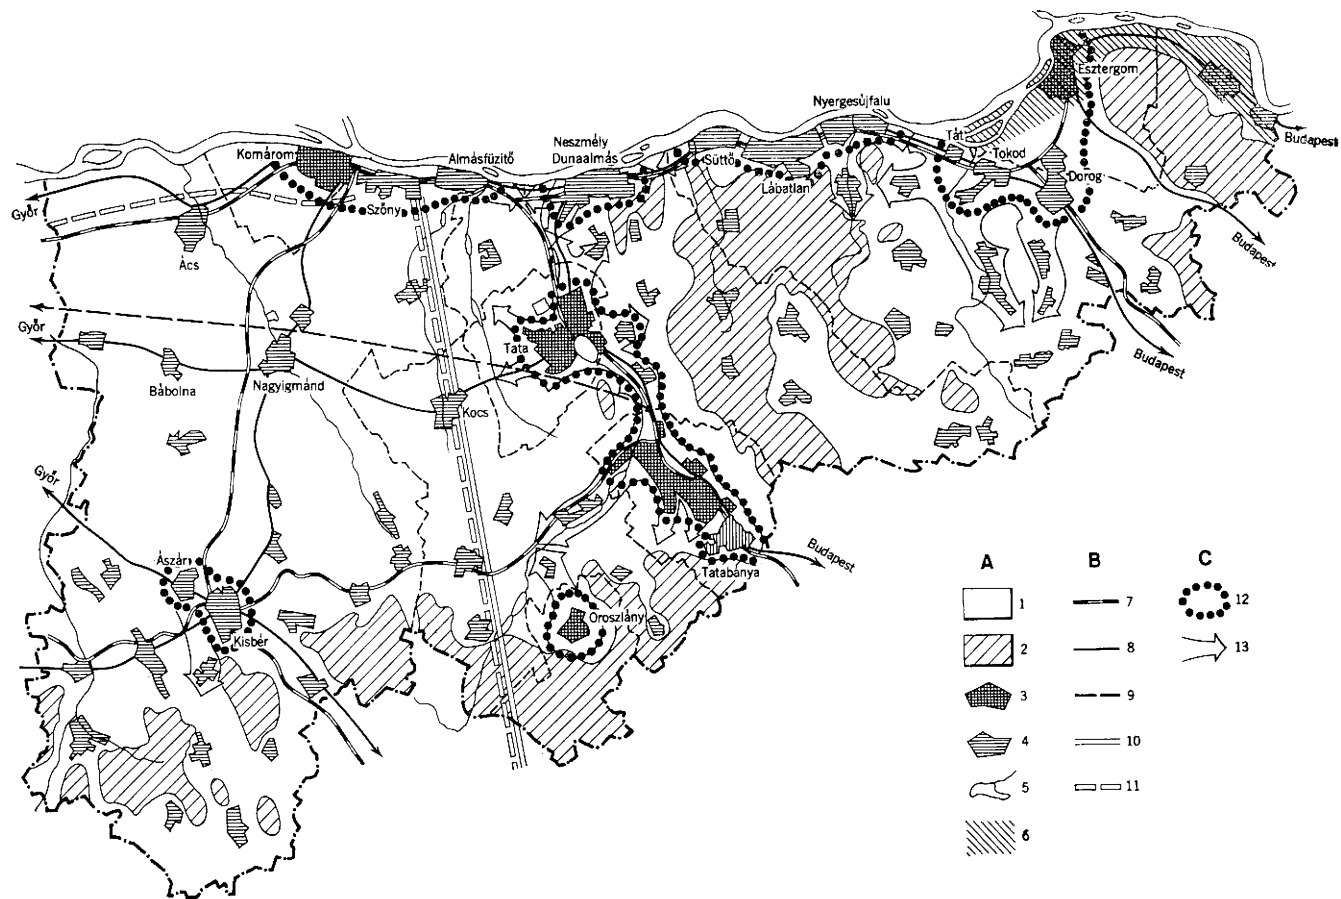 Esztergom
Budapest
Nyergesújfalu
Tát
Tokod
Dorog
Komárom
Almásfüzitő
Neszmély
Dunaalmás
Süttő
Lábatlan
Győr
Szőny
Ács
Budapest
Győr
Bábolna
Nagyigmánd
Tata
Kocs
Budapest
Győr
Ászár
Kisbér
Oroszlány
Tatabánya
Budapest
A B C
1 7 12
2 8 13
3 9
4 10
5 11
6